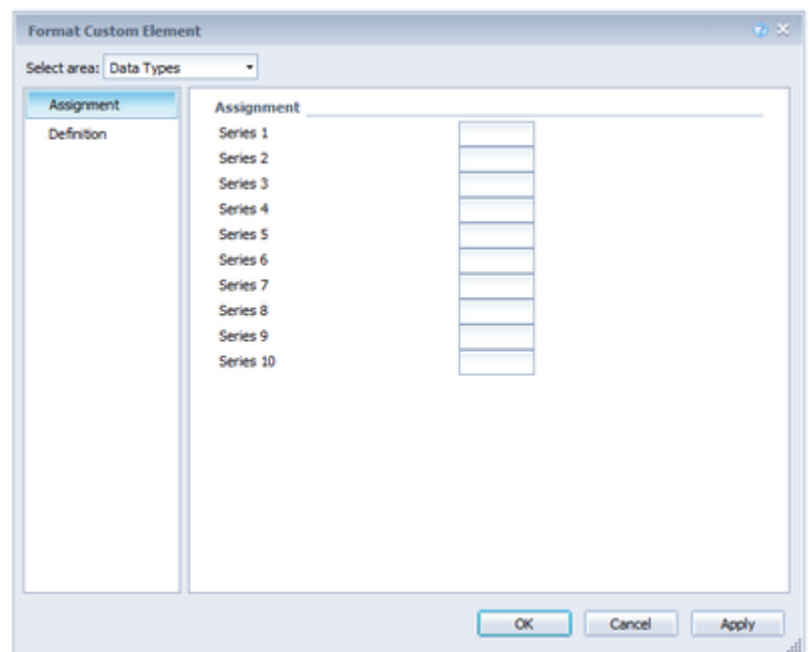 Format Custom Element
Select area: Data Types
Assignment
Definition
Assignment
Series 1
Series 2
Series 3
Series 4
Series 5
Series 6
Series 7
Series 8
Series 9
Series 10
OK Cancel Apply